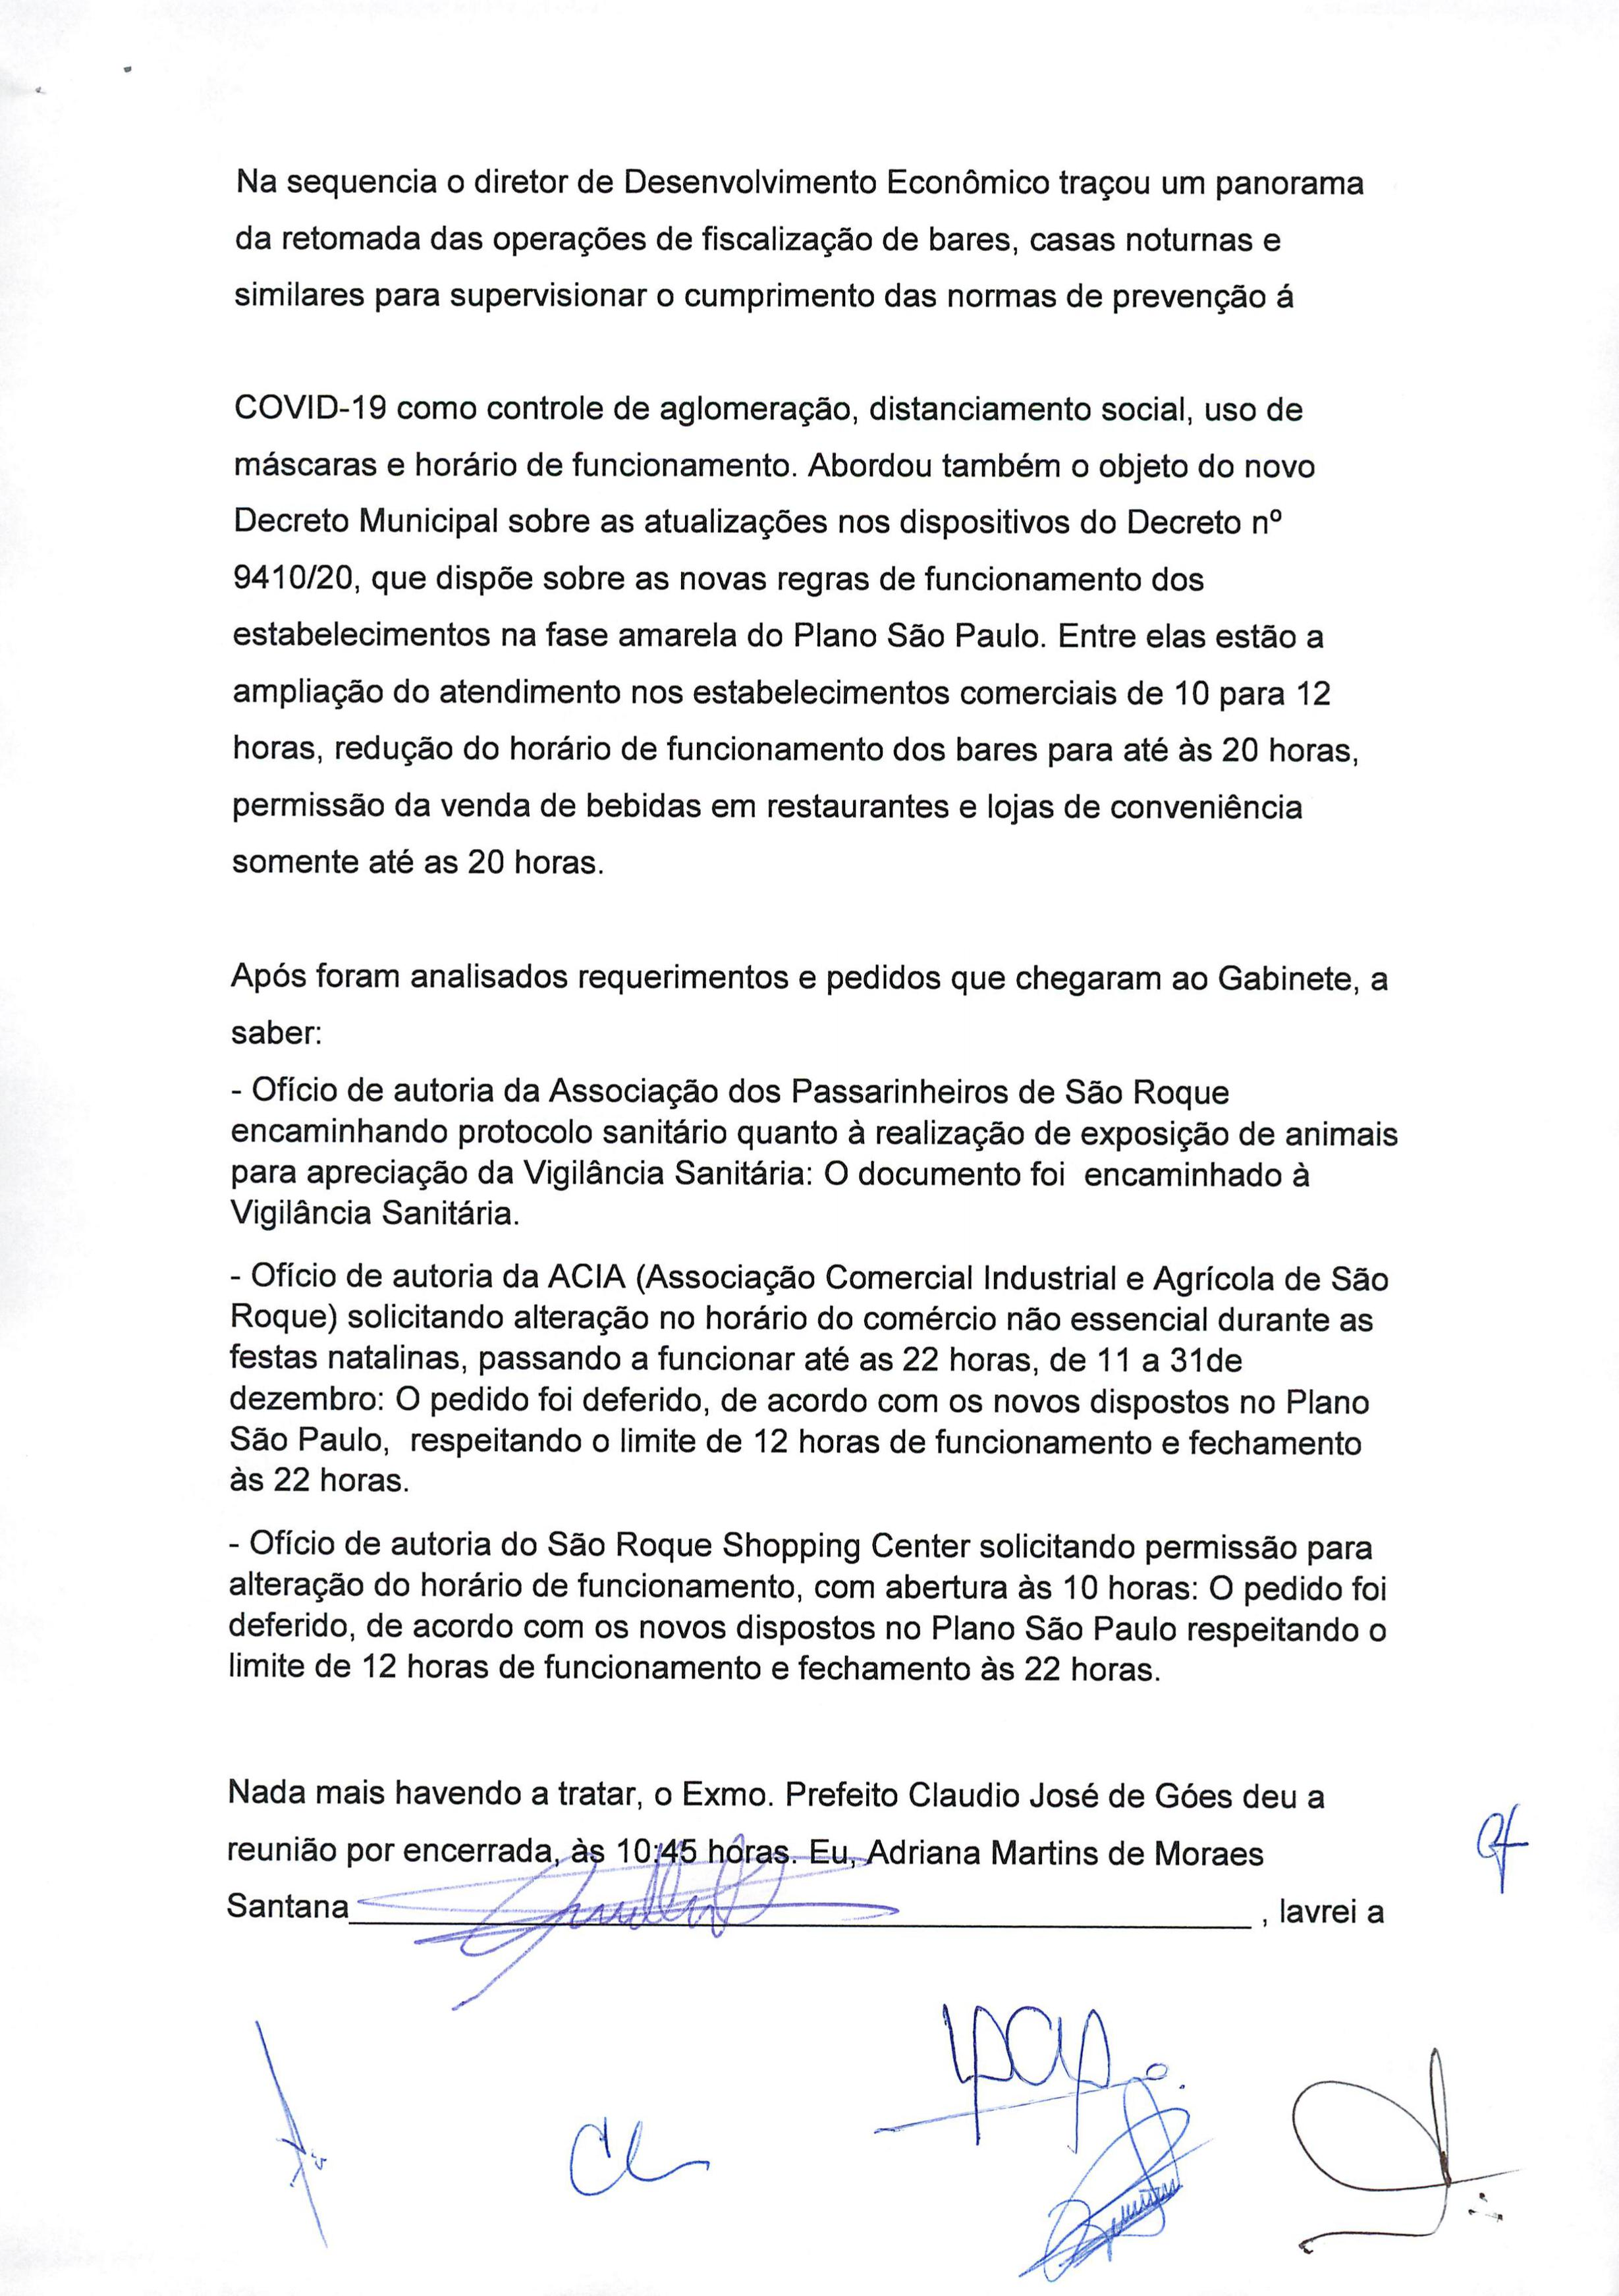 Na sequencia o diretor de Desenvolvimento Econômico traçou um panorama
da retomada das operações de fiscalização de bares, casas noturnas e
similares para supervisionar o cumprimento das normas de prevenção á
COVID-19 como controle de aglomeração, distanciamento social, uso de
máscaras e horário de funcionamento. Abordou também o objeto do novo
Decreto Municipal sobre as atualizações nos dispositivos do Decreto nº
9410/20, que dispõe sobre as novas regras de funcionamento dos
estabelecimentos na fase amarela do Plano São Paulo. Entre elas estão a
ampliação do atendimento nos estabelecimentos comerciais de 10 para 12
horas, redução do horário de funcionamento dos bares para até às 20 horas,
permissão da venda de bebidas em restaurantes e lojas de conveniência
somente até as 20 horas.
Após foram analisados requerimentos e pedidos que chegaram ao Gabinete, a
saber:
- Ofício de autoria da Associação dos Passarinheiros de São Roque
encaminhando protocolo sanitário quanto à realização de exposição de animais
para apreciação da Vigilância Sanitária: O documento foi  encaminhado à
Vigilância Sanitária.
- Ofício de autoria da ACIA (Associação Comercial Industrial e Agrícola de São
Roque) solicitando alteração no horário do comércio não essencial durante as
festas natalinas, passando a funcionar até as 22 horas, de 11 a 31de
dezembro: O pedido foi deferido, de acordo com os novos dispostos no Plano
São Paulo,  respeitando o limite de 12 horas de funcionamento e fechamento
às 22 horas.
- Ofício de autoria do São Roque Shopping Center solicitando permissão para
alteração do horário de funcionamento, com abertura às 10 horas: O pedido foi
deferido, de acordo com os novos dispostos no Plano São Paulo respeitando o
limite de 12 horas de funcionamento e fechamento às 22 horas.
Nada mais havendo a tratar, o Exmo. Prefeito Claudio José de Góes deu a
reunião por encerrada, às 10:45 horas. Eu, Adriana Martins de Moraes
Santana , lavrei a